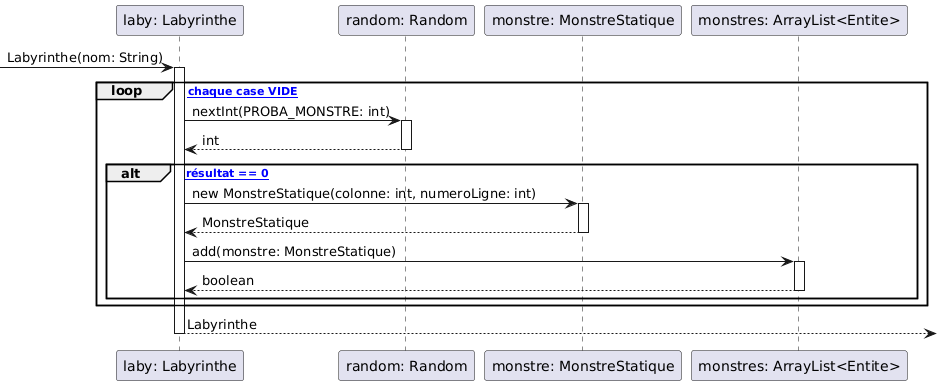 laby: Labyrinthe
random: Random
monstre: MonstreStatique
monstres: ArrayList<Entite>
Labyrinthe(nom: String)
loop
chaque case VIDE
nextInt(PROBA_MONSTRE: int)
int
alt
résultat == 0
new MonstreStatique(colonne: int, numeroLigne: int)
MonstreStatique
add(monstre: MonstreStatique)
boolean
Labyrinthe
laby: Labyrinthe
random: Random
monstre: MonstreStatique
monstres: ArrayList<Entite>